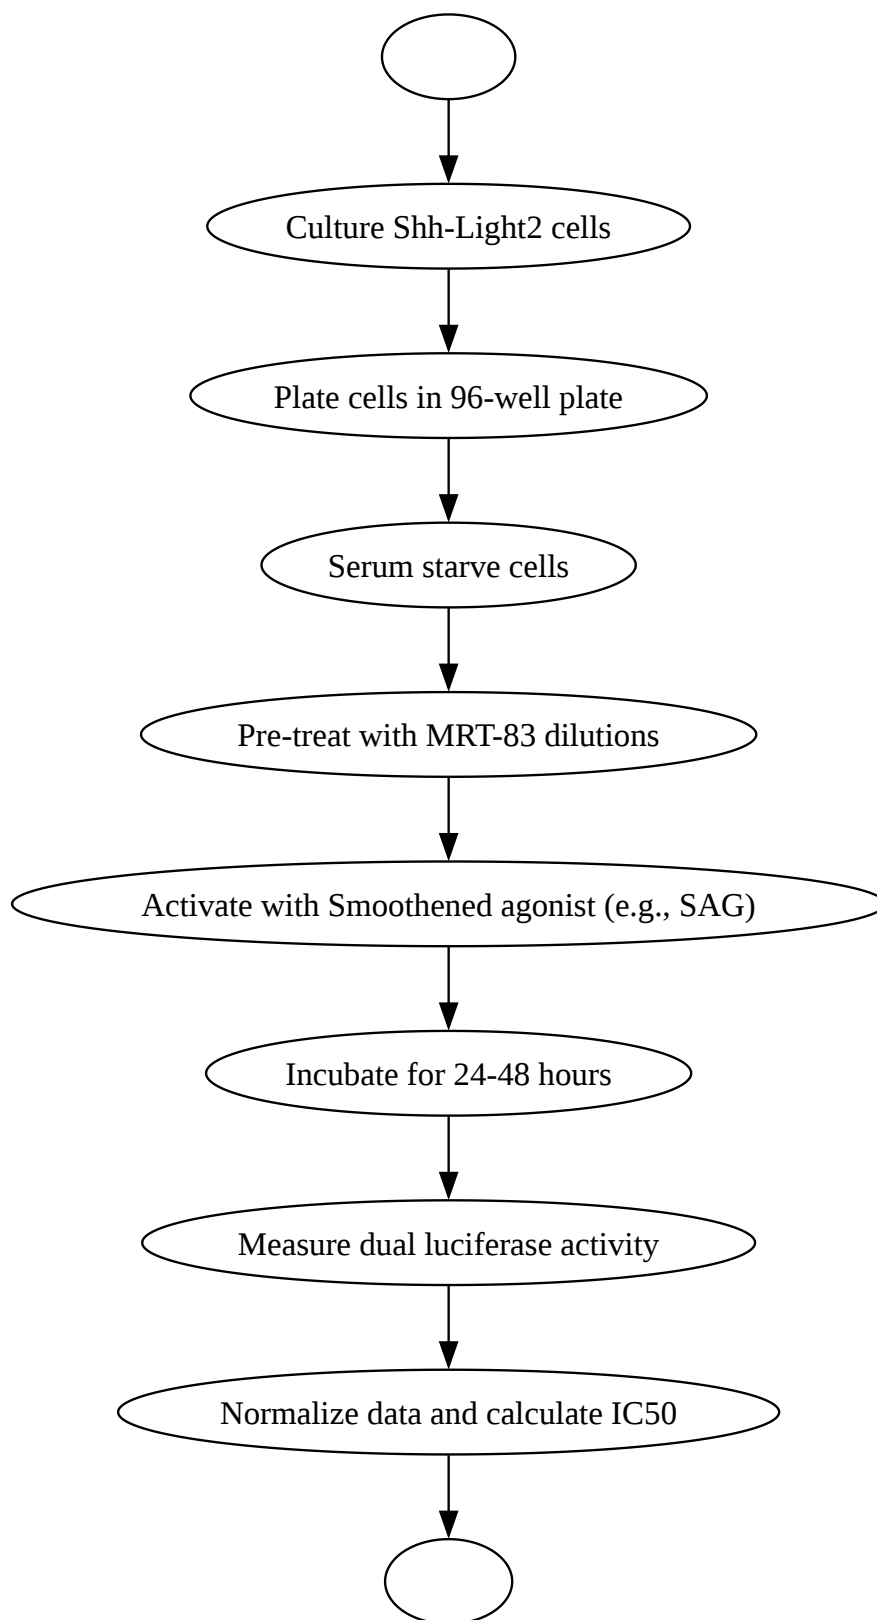 Culture Shh-Light2 cells
Plate cells in 96-well plate
Serum starve cells
Pre-treat with MRT-83 dilutions
Activate with Smoothened agonist (e.g., SAG)
Incubate for 24-48 hours
Measure dual luciferase activity
Normalize data and calculate IC50